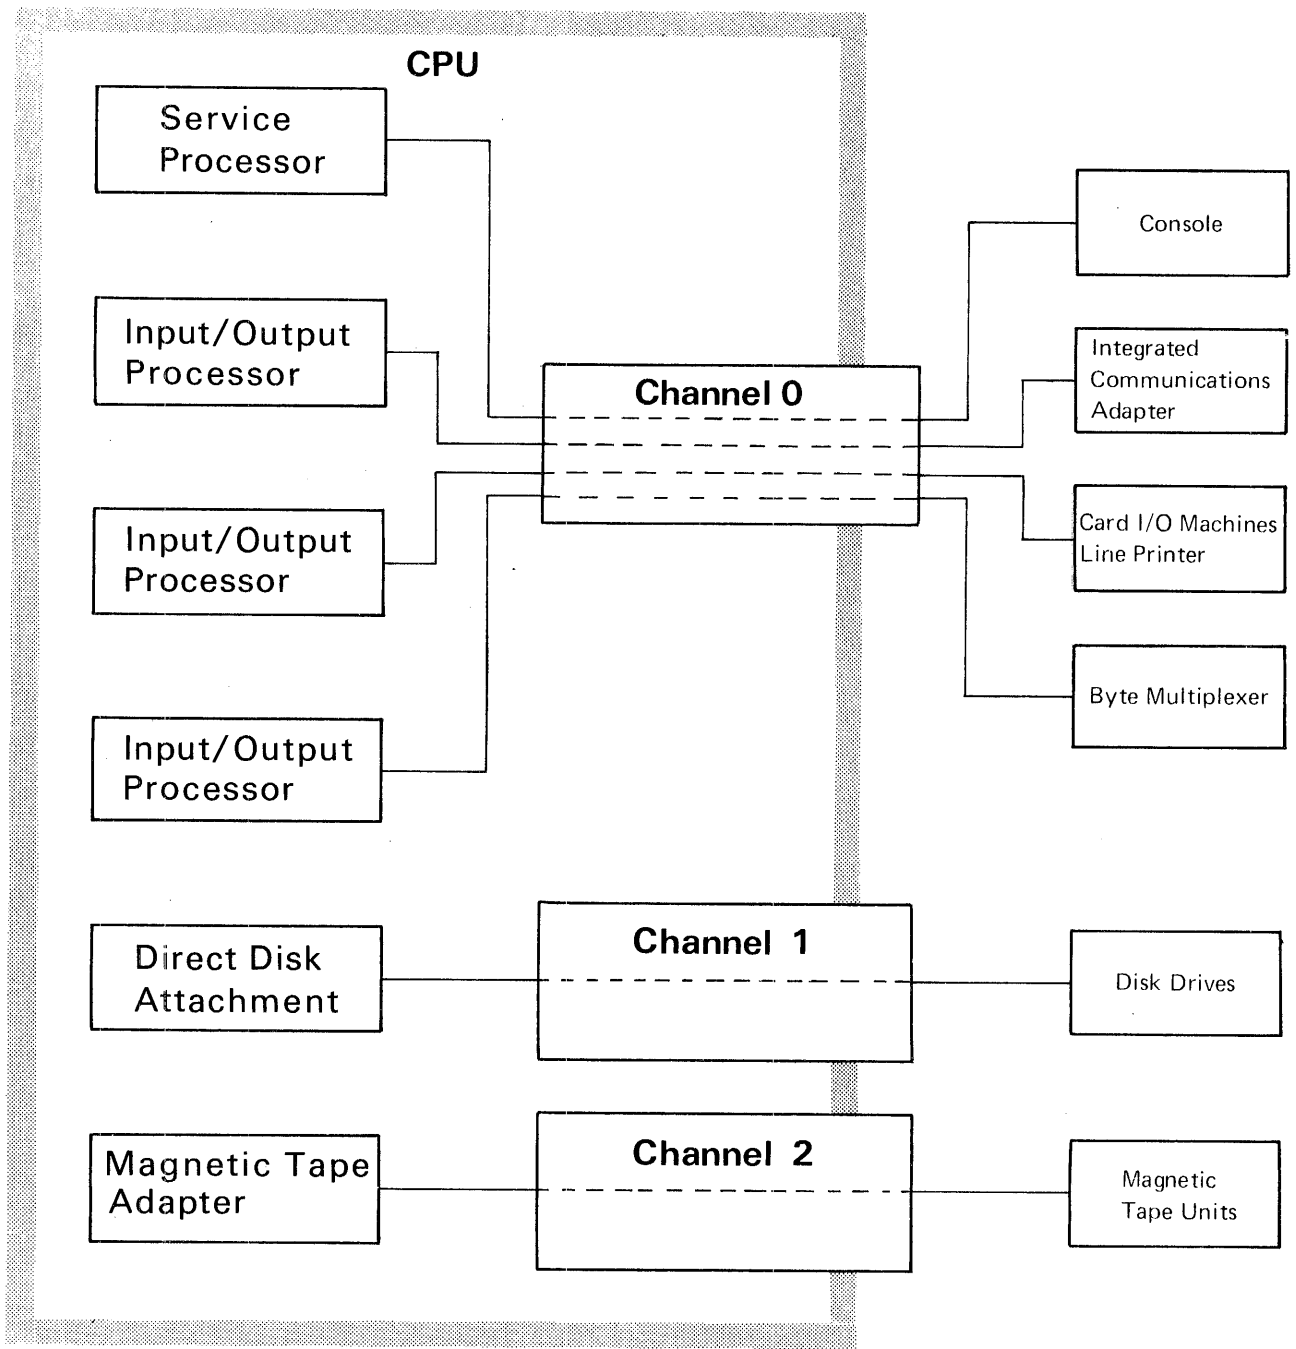 CPU
Service
Processor
Input/Output
Processor
Input/Output
Processor
Input/Output
Processor
Direct Disk
Attachment
Magnetic Tape
Adapter
Channel 0
Channel 1
Channel 2
Console
Integrated
Communications
Adapter
Card I/O Machines
Line Printer
Byte Multiplexer
Disk Drives
Magnetic
Tape Units